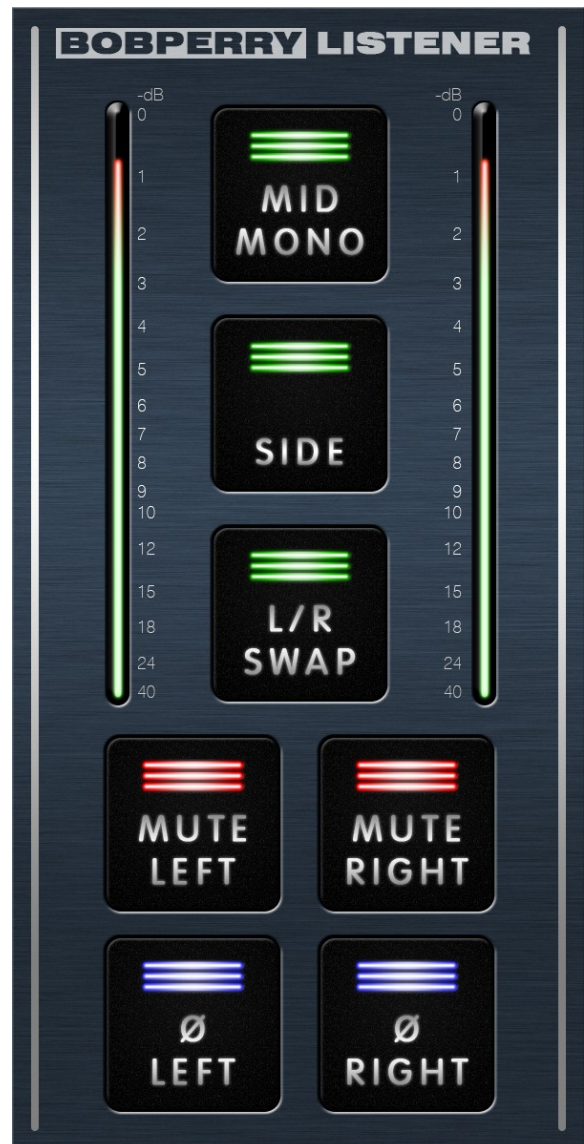 BOBPERRY LISTENER
-dB -dB
0 0
MID
MONO
1 1
2 2
3 3
4 4
5 5
6 6
7 7
8 8
SIDE
9 9
10 10
12 12
15 15
L/R
SWAP
18 18
24 24
40 40
MUTE
LEFT
MUTE
RIGHT
Ø
LEFT
Ø
RIGHT